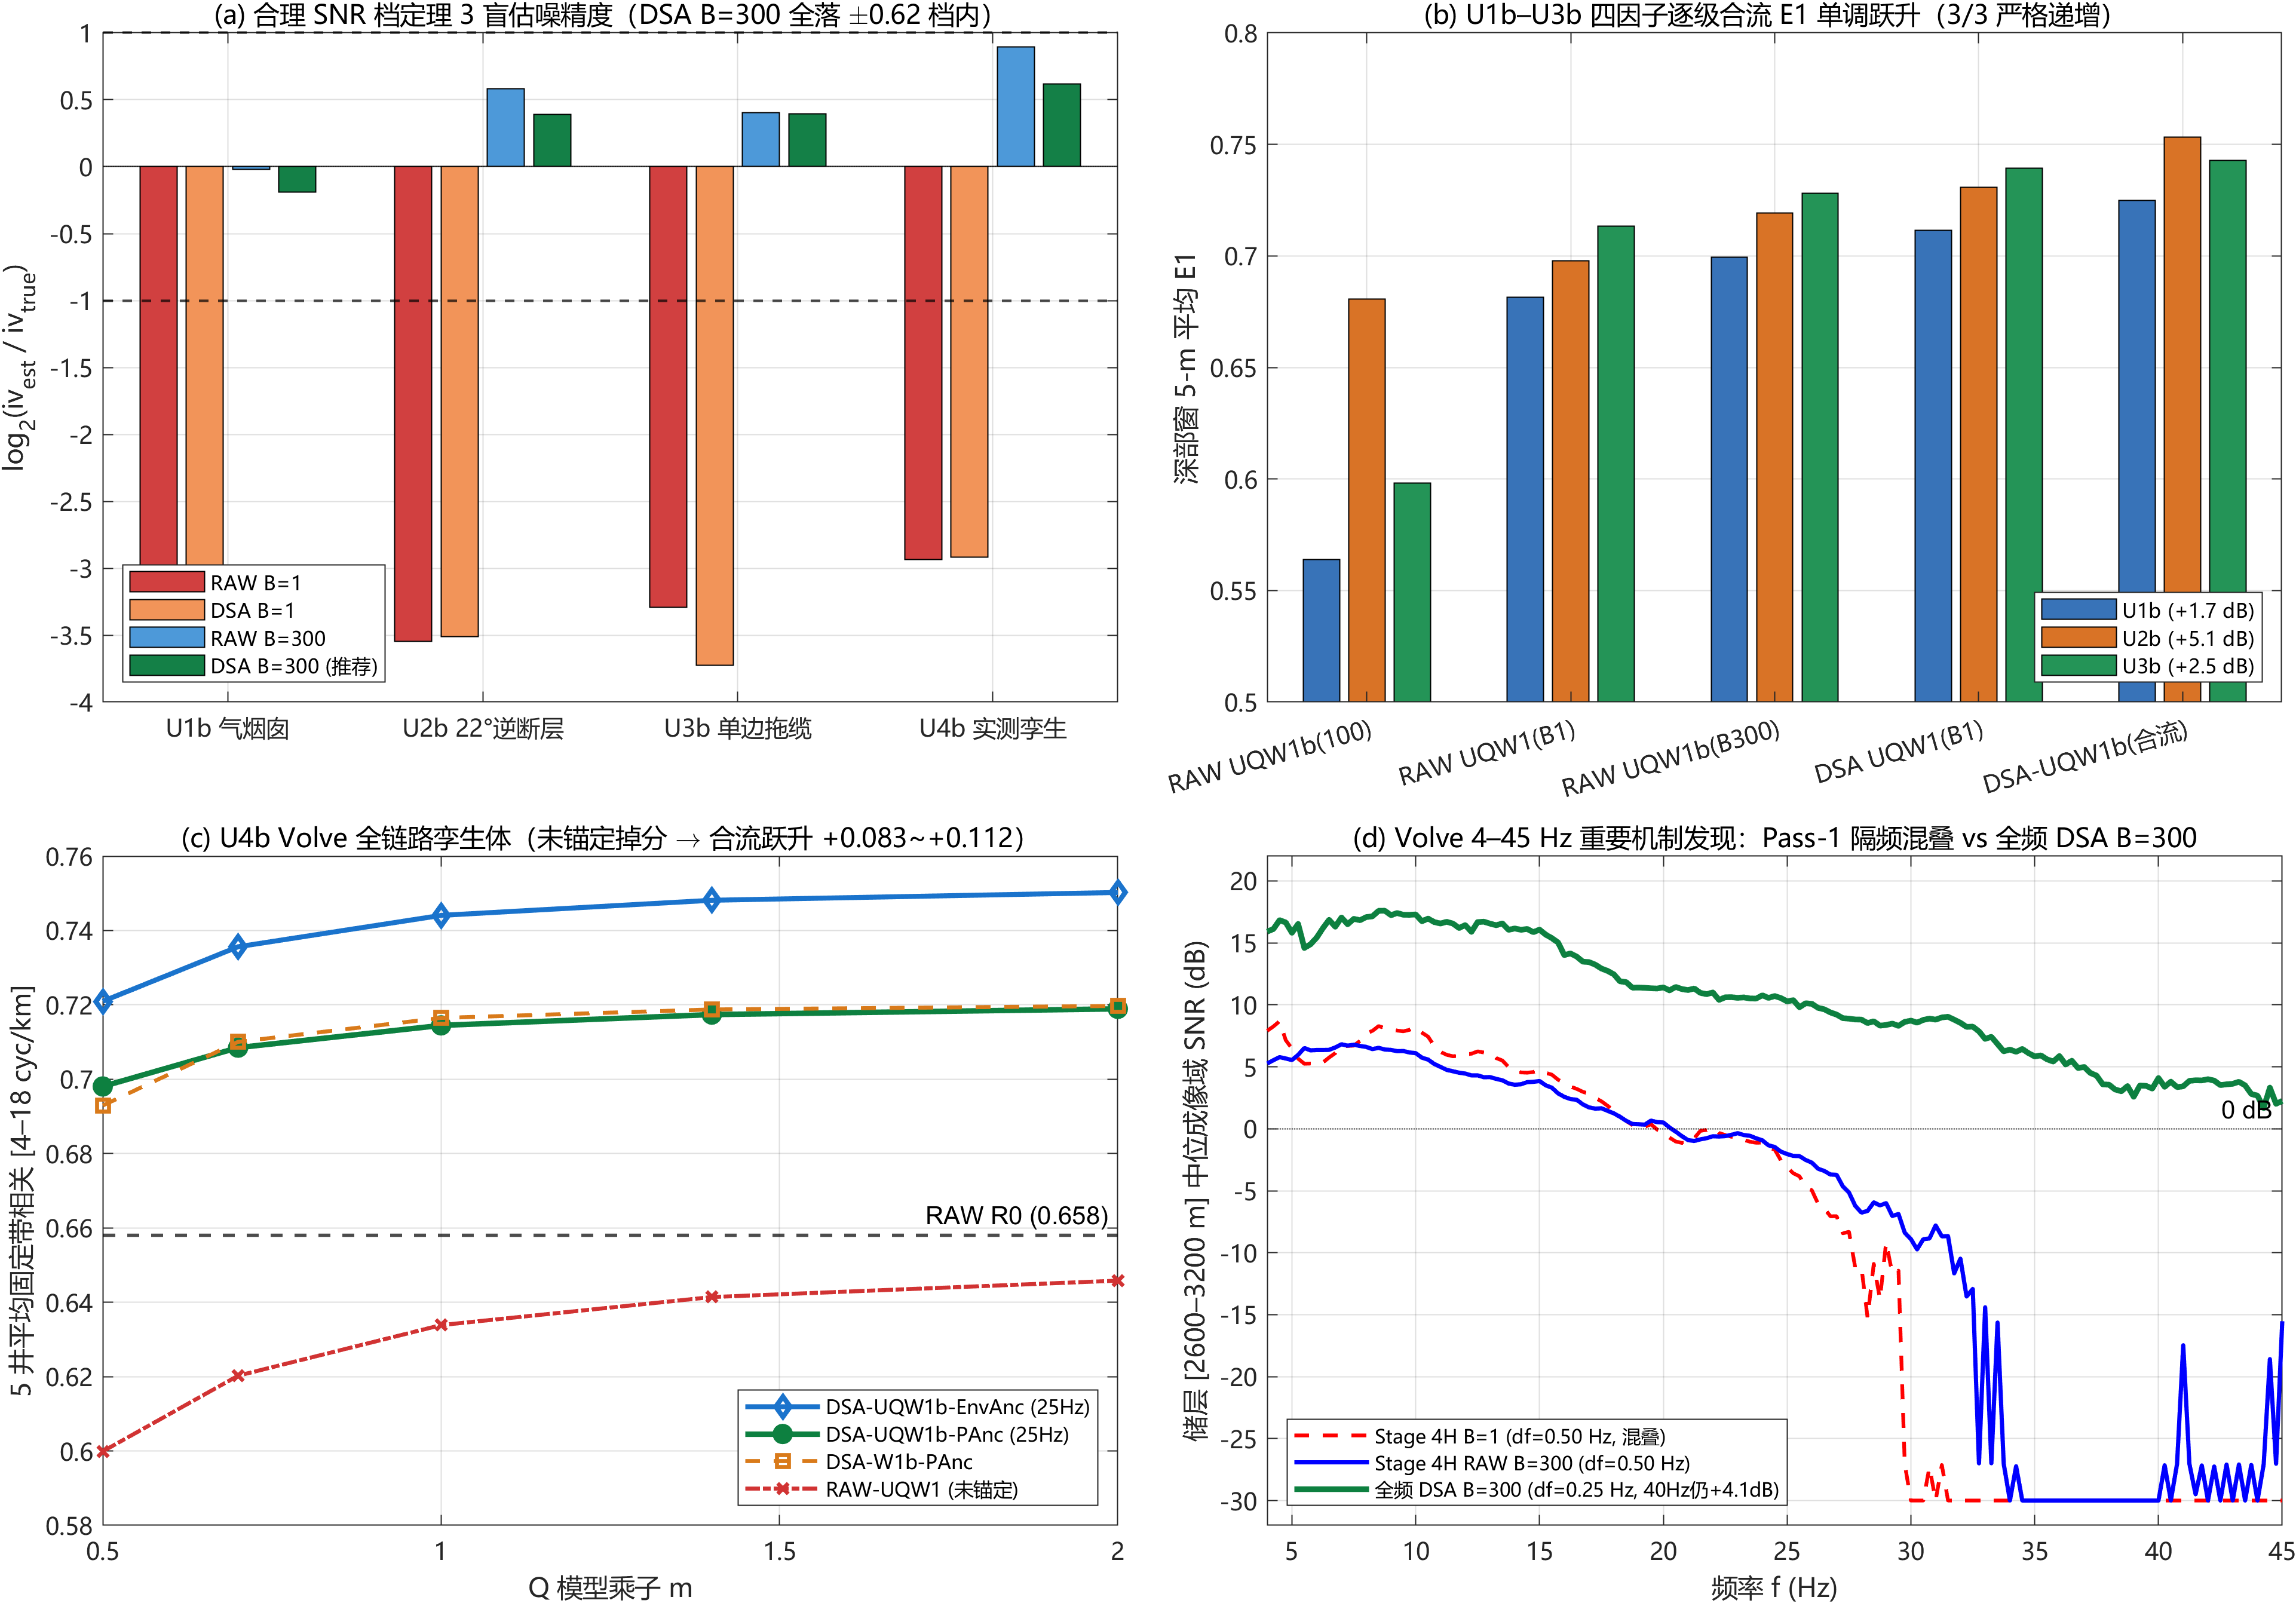 (a) 合理 SNR 档定理 3 盲估噪精度（DSA B=300 全落 ±0.62 档内）
1
0.5
0
-0.5
-1
-1.5
-2
-2.5
-3
-3.5
-4
log2(ivest / ivtrue)
RAW B=1
DSA B=1
RAW B=300
DSA B=300 (推荐)
U1b 气烟囱
U2b 22°逆断层
U3b 单边拖缆
U4b 实测孪生
(b) U1b–U3b 四因子逐级合流 E1 单调跃升（3/3 严格递增）
0.8
0.75
0.7
0.65
0.6
0.55
0.5
深部窗 5-m 平均 E1
U1b (+1.7 dB)
U2b (+5.1 dB)
U3b (+2.5 dB)
RAW UQW1b(100)
RAW UQW1(B1)
RAW UQW1b(B300)
DSA UQW1(B1)
DSA-UQW1b(合流)
(c) U4b Volve 全链路孪生体（未锚定掉分 → 合流跃升 +0.083~+0.112）
0.76
0.74
0.72
0.7
0.68
0.66
0.64
0.62
0.6
0.58
5 井平均固定带相关 [4–18 cyc/km]
RAW R0 (0.658)
DSA-UQW1b-EnvAnc (25Hz)
DSA-UQW1b-PAnc (25Hz)
DSA-W1b-PAnc
RAW-UQW1 (未锚定)
0.5
1
1.5
2
Q 模型乘子 m
(d) Volve 4–45 Hz 重要机制发现：Pass-1 隔频混叠 vs 全频 DSA B=300
20
15
10
5
0
-5
-10
-15
-20
-25
-30
储层 [2600–3200 m] 中位成像域 SNR (dB)
0 dB
Stage 4H B=1 (df=0.50 Hz, 混叠)
Stage 4H RAW B=300 (df=0.50 Hz)
全频 DSA B=300 (df=0.25 Hz, 40Hz仍+4.1dB)
5
10
15
20
25
30
35
40
45
频率 f (Hz)